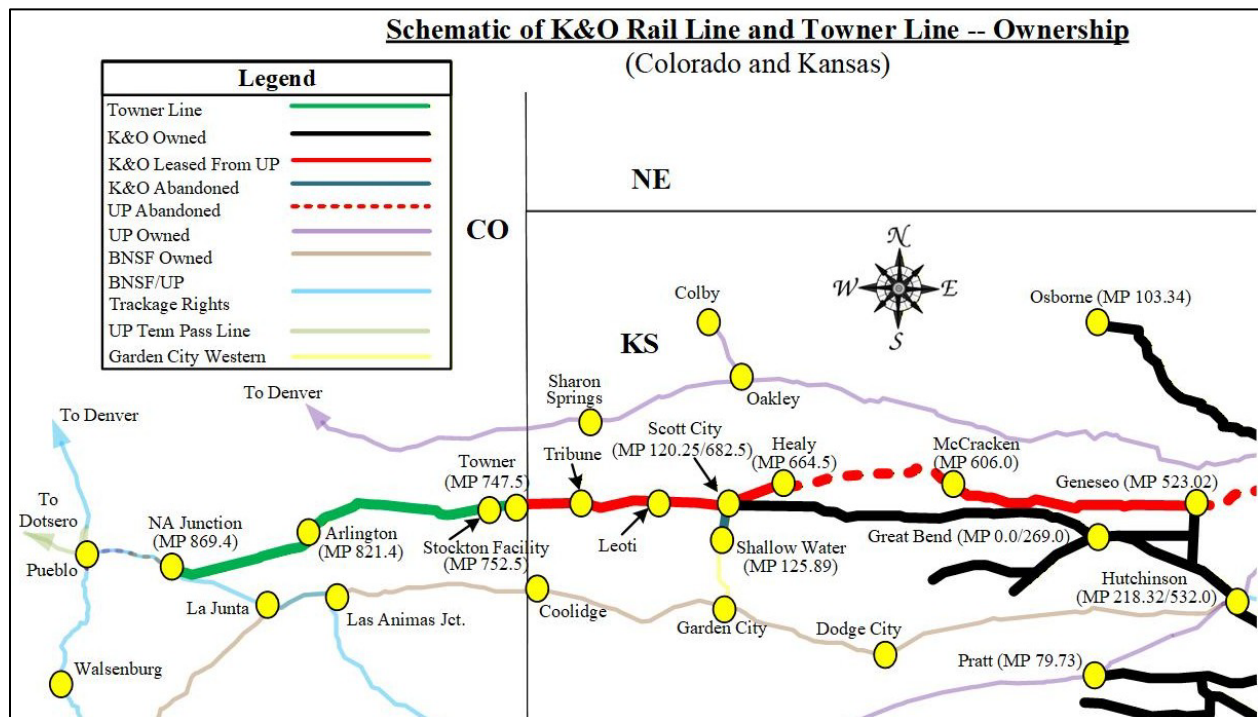 Schematic of K&O Rail Line and Towner Line -- Ownership
(Colorado and Kansas)
Legend
Towner Line
K&O Owned
K&O Leased From UP
K&O Abandoned
UP Abandoned
UP Owned
BNSF Owned
BNSF/UP
Trackage Rights
UP Tenn Pass Line
Garden City Western
NE
CO
KS
N
W
E
S
Colby
Osborne (MP 103.34)
Oakley
Sharon
Springs
To Denver
To Denver
Scott City
(MP 120.25/682.5)
Healy
(MP 664.5)
McCracken
(MP 606.0)
Geneseo (MP 523.02)
Towner
(MP 747.5)
Tribune
To
Dotsero
NA Junction
(MP 869.4)
Arlington
(MP 821.4)
Stockton Facility
(MP 752.5)
Leoti
Shallow Water
(MP 125.89)
Great Bend (MP 0.0/269.0)
Pueblo
Hutchinson
(MP 218.32/532.0)
La Junta
Las Animas Jct.
Coolidge
Garden City
Dodge City
Walsenburg
Pratt (MP 79.73)